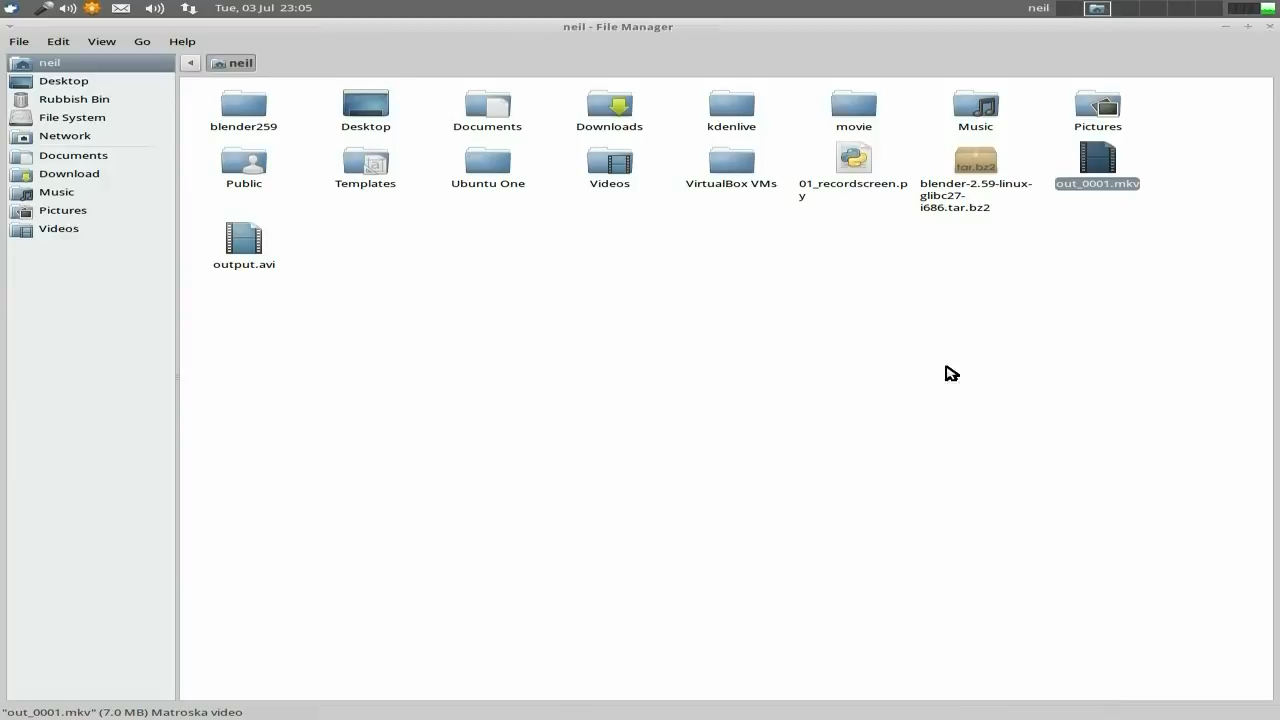 Tue, 03 Jul 23:05
neil
neil - File Manager
File Edit View Go Help
neil
Desktop
Rubbish Bin
File System
Network
Documents
Download
Music
Pictures
Videos
neil
blender259
Desktop
Documents
Downloads
kdenlive
movie
Music
Pictures
Public
Templates
Ubuntu One
Videos
VirtualBox VMs
01_recordscreen.p
y
tar.bz2
blender-2.59-linux-
glibc27-
i686.tar.bz2
out_0001.mkv
output.avi
"out_0001.mkv" (7.0 MB) Matroska video